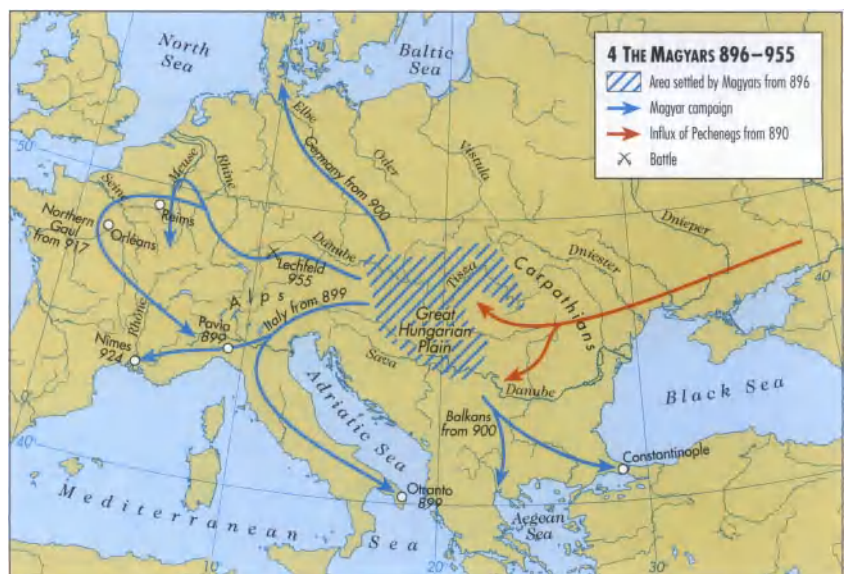 4 THE MAGYARS 896–955
Area settled by Magyars from 896
Magyar campaign
Influx of Pechenegs from 890
Battle
North
Sea
Baltic
Sea
Elbe
Germany from 900
Oder
Vistula
Meuse
Rhine
Seine
50
Reims
Northern
Gaul
from 917
Orléans
Danube
Lechfeld
955
Tissa
Carpathians
Dniester
Dnieper
40
Alps
Italy from 899
Great
Hungarian
Plain
Rhône
Pavia
899
Nîmes
924
Sava
Danube
Adriatic Sea
Balkans
from 900
Black Sea
Constantinople
40
Otranto
899
Aegean
Sea
Mediterranean
Sea
0
10
20
30